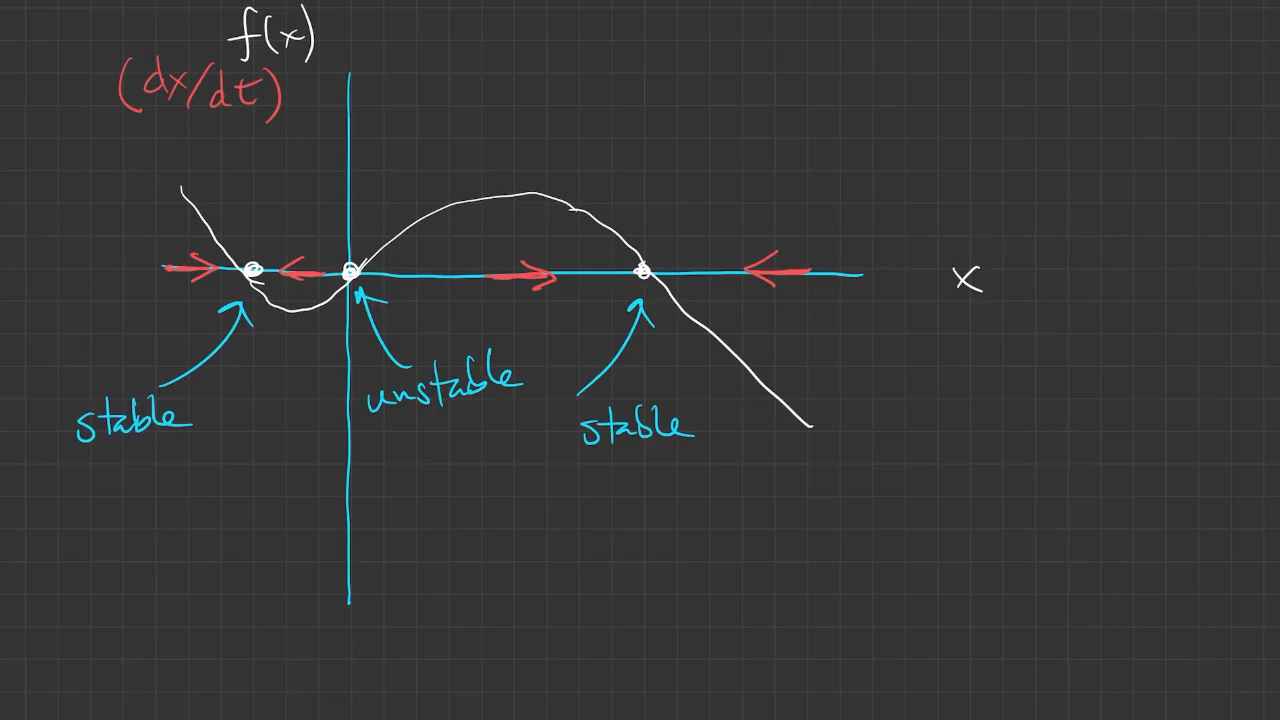 f(x)
(dx/dt)
x
unstable
stable
stable